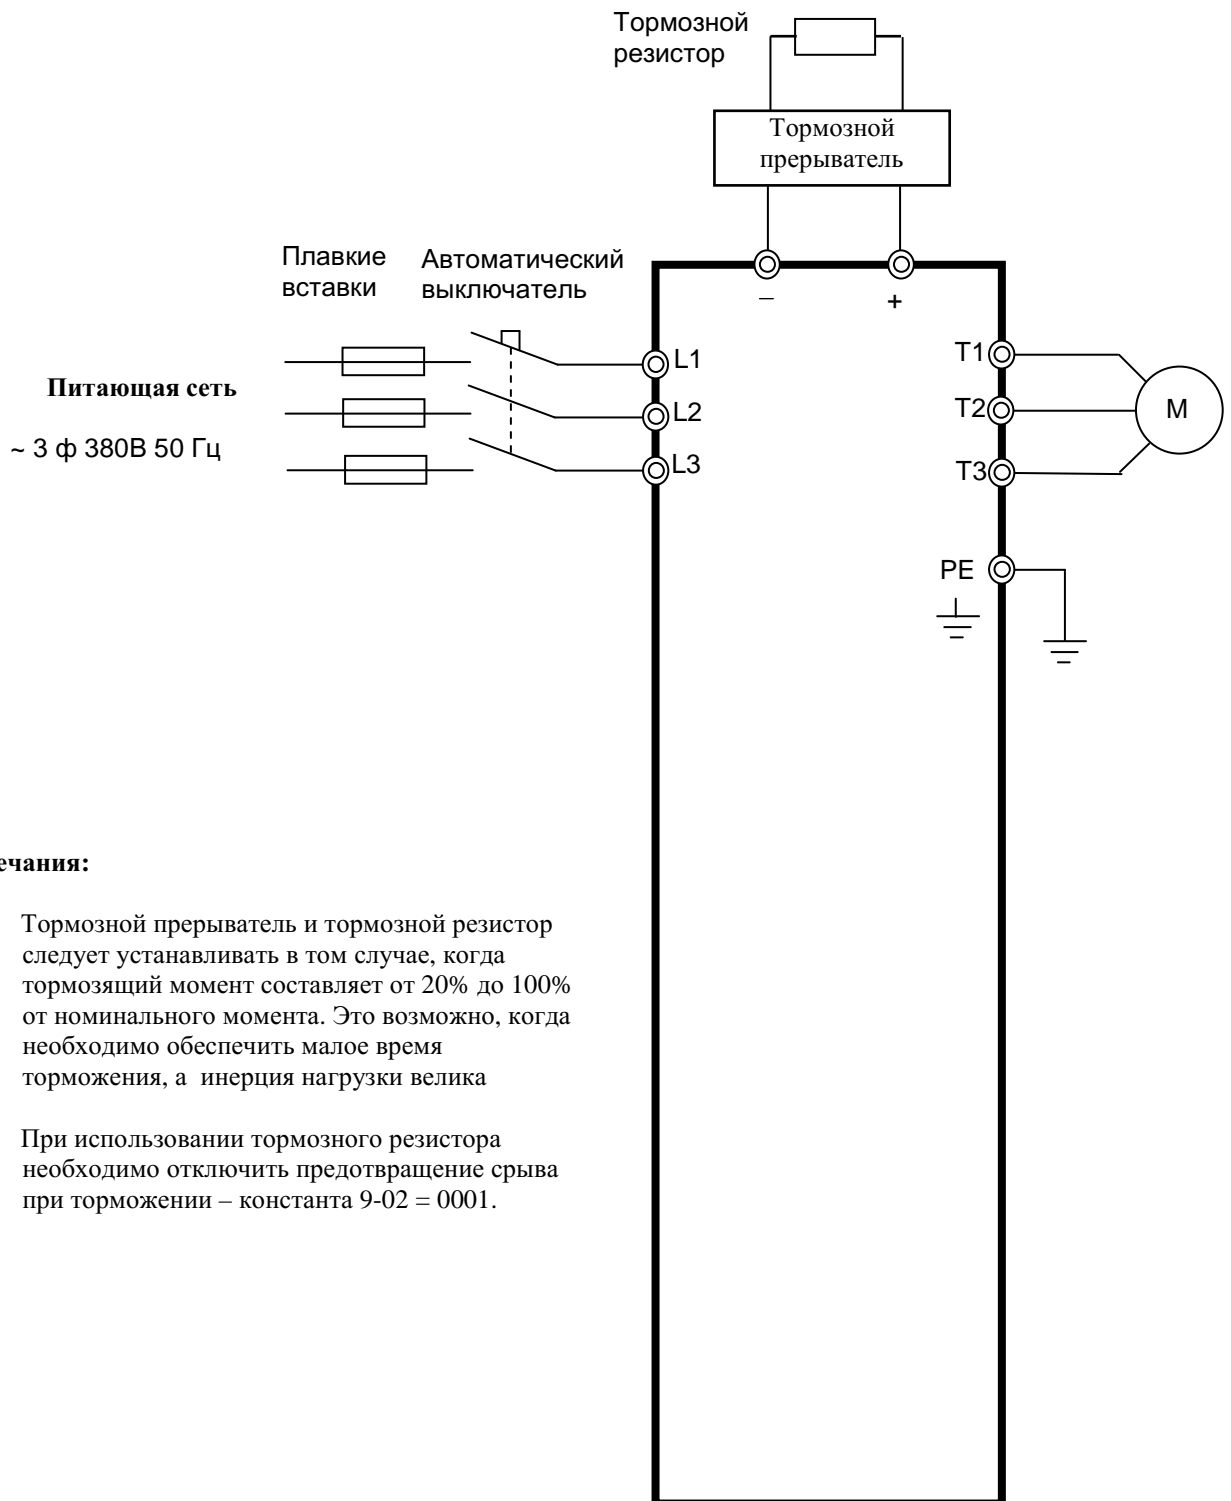 Тормозной
резистор
Тормозной
прерыватель
Плавкие
вставки
Автоматический
выключатель
–
+
L1
T1
Питающая сеть
L2
T2
M
~ 3 ф 380В 50 Гц
L3
T3
PE
ечания:
Тормозной прерыватель и тормозной резистор
следует устанавливать в том случае, когда
тормозящий момент составляет от 20% до 100%
от номинального момента. Это возможно, когда
необходимо обеспечить малое время
торможения, а инерция нагрузки велика
При использовании тормозного резистора
необходимо отключить предотвращение срыва
при торможении – константа 9-02 = 0001.